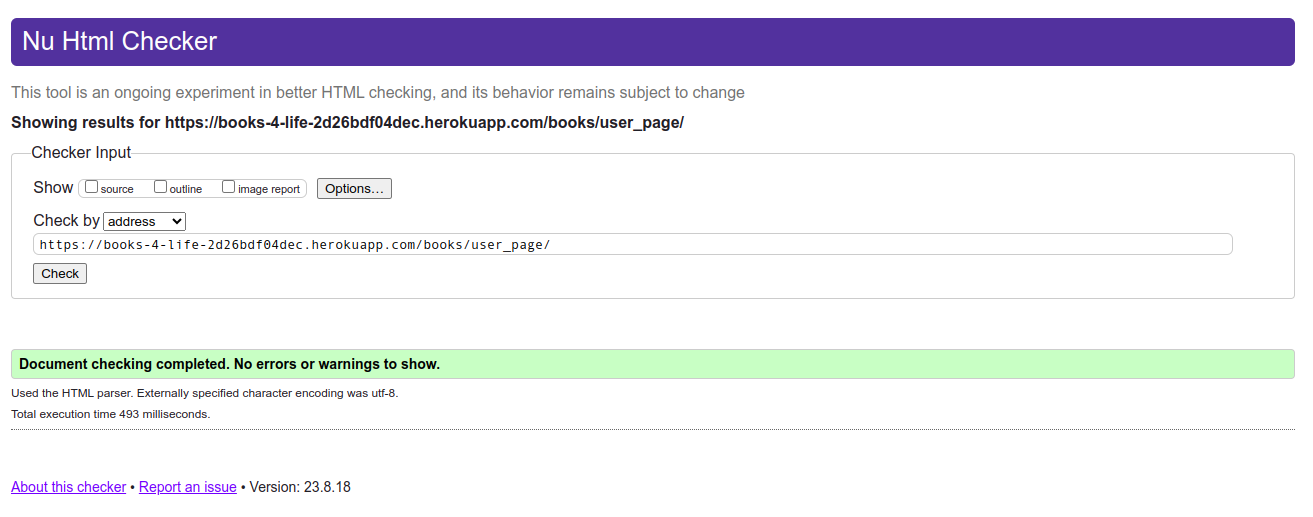 Nu Html Checker
This tool is an ongoing experiment in better HTML checking, and its behavior remains subject to change
Showing results for https://books-4-life-2d26bdf04dec.herokuapp.com/books/user_page/
Checker Input
Show source outline image report Options...
Check by address
https://books-4-life-2d26bdf04dec.herokuapp.com/books/user_page/
Check
Document checking completed. No errors or warnings to show.
Used the HTML parser. Externally specified character encoding was utf-8.
Total execution time 493 milliseconds.
About this checker • Report an issue • Version: 23.8.18